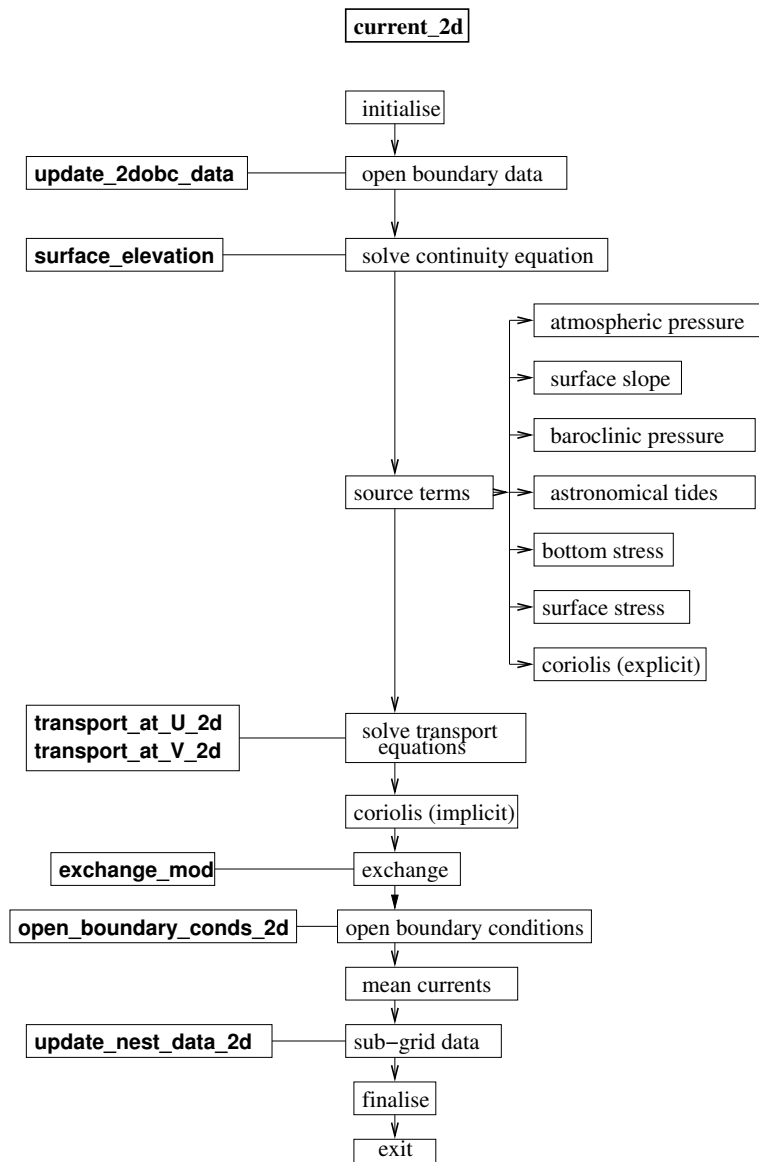 current_2d
initialise
update_2dobc_data
open boundary data
surface_elevation
solve continuity equation
atmospheric pressure
surface slope
baroclinic pressure
source terms
astronomical tides
bottom stress
surface stress
coriolis (explicit)
transport_at_U_2d
transport_at_V_2d
solve transport
equations
coriolis (implicit)
exchange_mod
exchange
open_boundary_conds_2d
open boundary conditions
mean currents
update_nest_data_2d
sub−grid data
finalise
exit